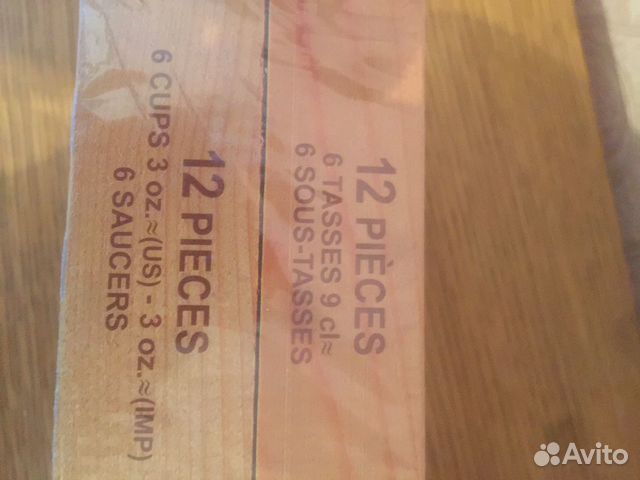 12 PIÈCES
6 TASSES 9 cl≈
6 SOUS-TASSES
12 PIECES
6 CUPS 3 oz.≈(US) - 3 oz.≈(IMP)
6 SAUCERS
Avito